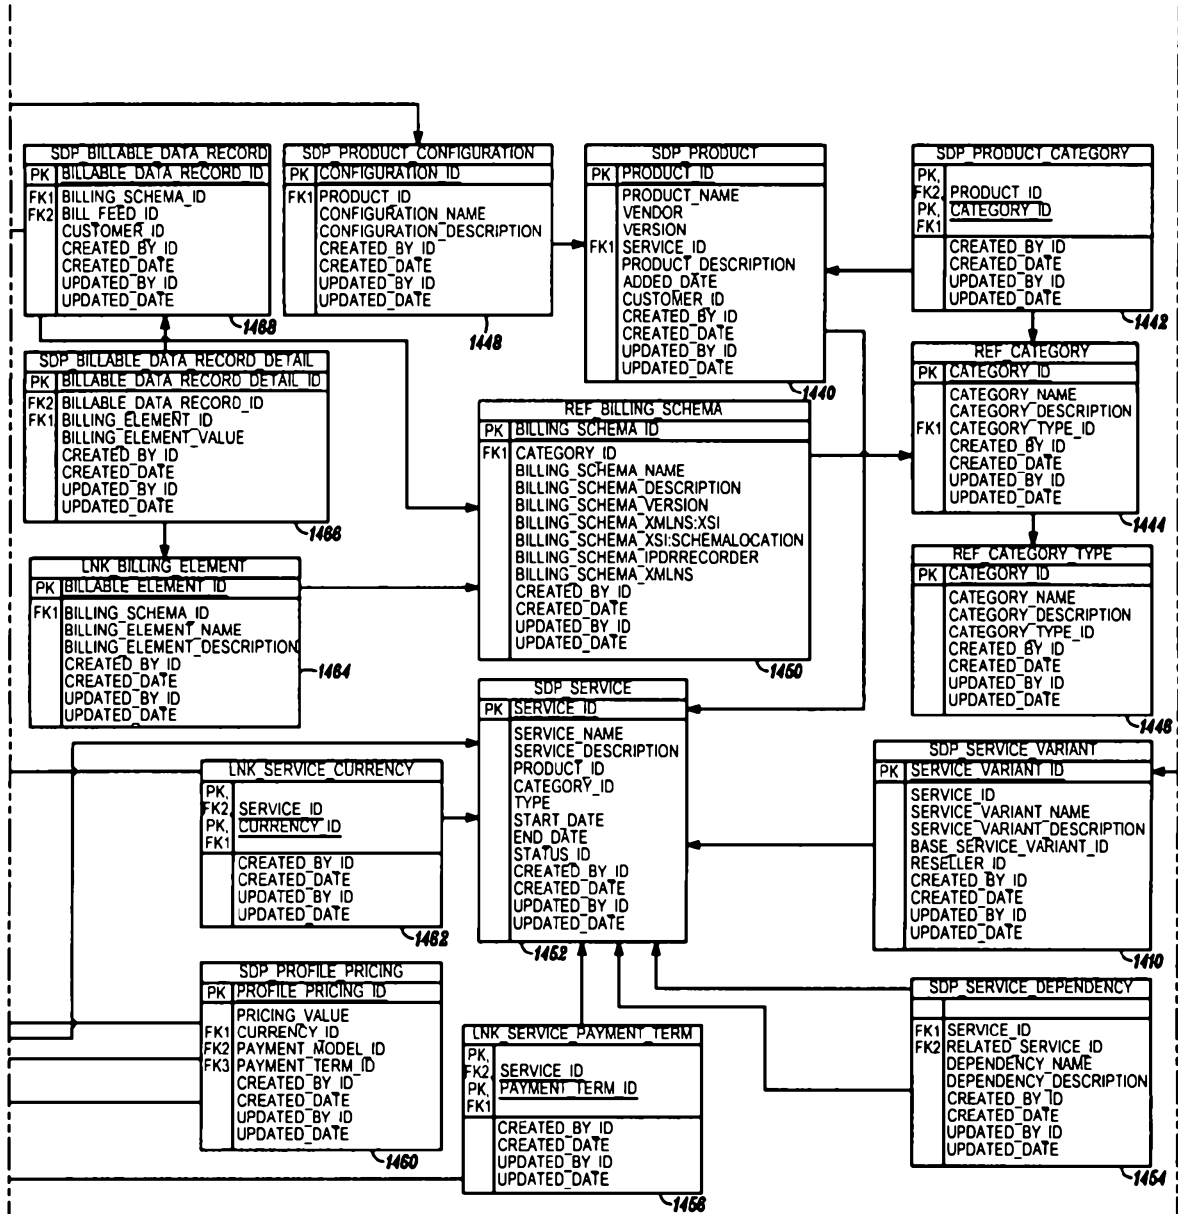 SDP_BILLABLE_DATA_RECORD
PK BILLABLE_DATA_RECORD_ID
FK1 BILLING_SCHEMA_ID
FK2 BILL_FEED_ID
CUSTOMER_ID
CREATED_BY_ID
CREATED_DATE
UPDATED_BY_ID
UPDATED_DATE
1468
SDP_PRODUCT_CONFIGURATION
PK CONFIGURATION_ID
FK1 PRODUCT_ID
CONFIGURATION_NAME
CONFIGURATION_DESCRIPTION
CREATED_BY_ID
CREATED_DATE
UPDATED_BY_ID
UPDATED_DATE
1448
SDP_PRODUCT
PK PRODUCT_ID
PRODUCT_NAME
VENDOR
VERSION
FK1 SERVICE_ID
PRODUCT_DESCRIPTION
ADDED_DATE
CUSTOMER_ID
CREATED_BY_ID
CREATED_DATE
UPDATED_BY_ID
UPDATED_DATE
1440
SDP_PRODUCT_CATEGORY
PK,
FK2 PRODUCT_ID
PK, CATEGORY_ID
FK1
CREATED_BY_ID
CREATED_DATE
UPDATED_BY_ID
UPDATED_DATE
1442
SDP_BILLABLE_DATA_RECORD_DETAIL
PK BILLABLE_DATA_RECORD_DETAIL_ID
FK2 BILLABLE_DATA_RECORD_ID
FK1 BILLING_ELEMENT_ID
BILLING_ELEMENT_VALUE
CREATED_BY_ID
CREATED_DATE
UPDATED_BY_ID
UPDATED_DATE
1466
REF_BILLING_SCHEMA
PK BILLING_SCHEMA_ID
FK1 CATEGORY_ID
BILLING_SCHEMA_NAME
BILLING_SCHEMA_DESCRIPTION
BILLING_SCHEMA_VERSION
BILLING_SCHEMA_XMLNS:XSI
BILLING_SCHEMA_XSI:SCHEMALOCATION
BILLING_SCHEMA_IPDRRECORDER
BILLING_SCHEMA_XMLNS
CREATED_BY_ID
CREATED_DATE
UPDATED_BY_ID
UPDATED_DATE
1450
REF_CATEGORY
PK CATEGORY_ID
CATEGORY_NAME
CATEGORY_DESCRIPTION
FK1 CATEGORY_TYPE_ID
CREATED_BY_ID
CREATED_DATE
UPDATED_BY_ID
UPDATED_DATE
1444
LNK_BILLING_ELEMENT
PK BILLABLE_ELEMENT_ID
FK1 BILLING_SCHEMA_ID
BILLING_ELEMENT_NAME
BILLING_ELEMENT_DESCRIPTION
CREATED_BY_ID
CREATED_DATE
UPDATED_BY_ID
UPDATED_DATE
1464
REF_CATEGORY_TYPE
PK CATEGORY_ID
CATEGORY_NAME
CATEGORY_DESCRIPTION
CATEGORY_TYPE_ID
CREATED_BY_ID
CREATED_DATE
UPDATED_BY_ID
UPDATED_DATE
1446
SDP_SERVICE
PK SERVICE_ID
SERVICE_NAME
SERVICE_DESCRIPTION
PRODUCT_ID
CATEGORY_ID
TYPE
START_DATE
END_DATE
STATUS_ID
CREATED_BY_ID
CREATED_DATE
UPDATED_BY_ID
UPDATED_DATE
1452
LNK_SERVICE_CURRENCY
PK,
FK2 SERVICE_ID
PK, CURRENCY_ID
FK1
CREATED_BY_ID
CREATED_DATE
UPDATED_BY_ID
UPDATED_DATE
1462
SDP_SERVICE_VARIANT
PK SERVICE_VARIANT_ID
SERVICE_ID
SERVICE_VARIANT_NAME
SERVICE_VARIANT_DESCRIPTION
BASE_SERVICE_VARIANT_ID
RESELLER_ID
CREATED_BY_ID
CREATED_DATE
UPDATED_BY_ID
UPDATED_DATE
1410
SDP_PROFILE_PRICING
PK PROFILE_PRICING_ID
PRICING_VALUE
FK1 CURRENCY_ID
FK2 PAYMENT_MODEL_ID
FK3 PAYMENT_TERM_ID
CREATED_BY_ID
CREATED_DATE
UPDATED_BY_ID
UPDATED_DATE
1460
LNK_SERVICE_PAYMENT_TERM
PK,
FK2 SERVICE_ID
PK, PAYMENT_TERM_ID
FK1
CREATED_BY_ID
CREATED_DATE
UPDATED_BY_ID
UPDATED_DATE
1456
SDP_SERVICE_DEPENDENCY
FK1 SERVICE_ID
FK2 RELATED_SERVICE_ID
DEPENDENCY_NAME
DEPENDENCY_DESCRIPTION
CREATED_BY_ID
CREATED_DATE
UPDATED_BY_ID
UPDATED_DATE
1454